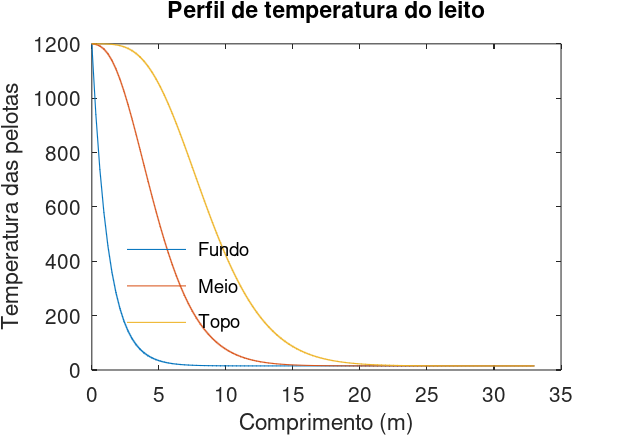 Perfil de temperatura do leito
1200
1000
800
600
400
200
0
Temperatura das pelotas
Fundo
Meio
Topo
0 5 10 15 20 25 30 35
Comprimento (m)